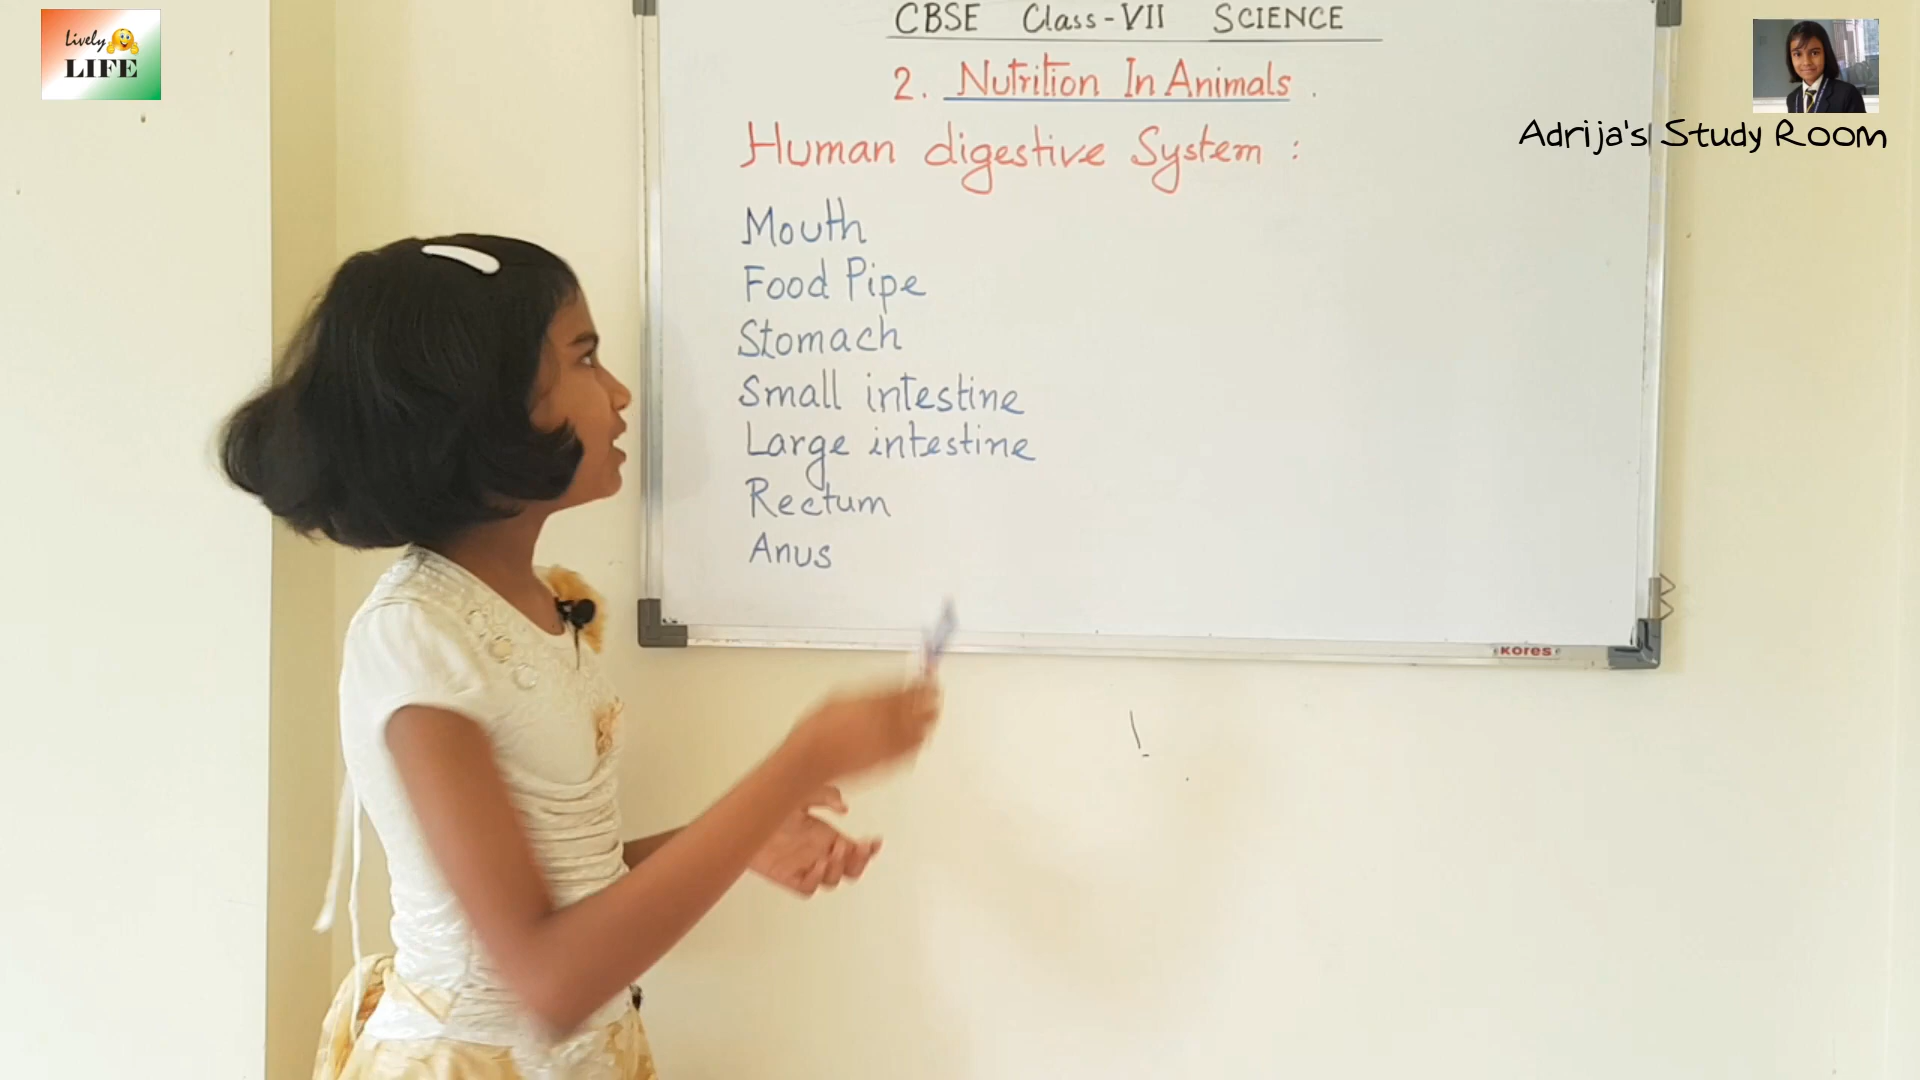 Lively
LIFE
CBSE Class-VII SCIENCE
2. Nutrition In Animals.
Adrija's Study Room
Human digestive System :
Mouth
Food Pipe
Stomach
Small intestine
Large intestine
Rectum
Anus
Kores